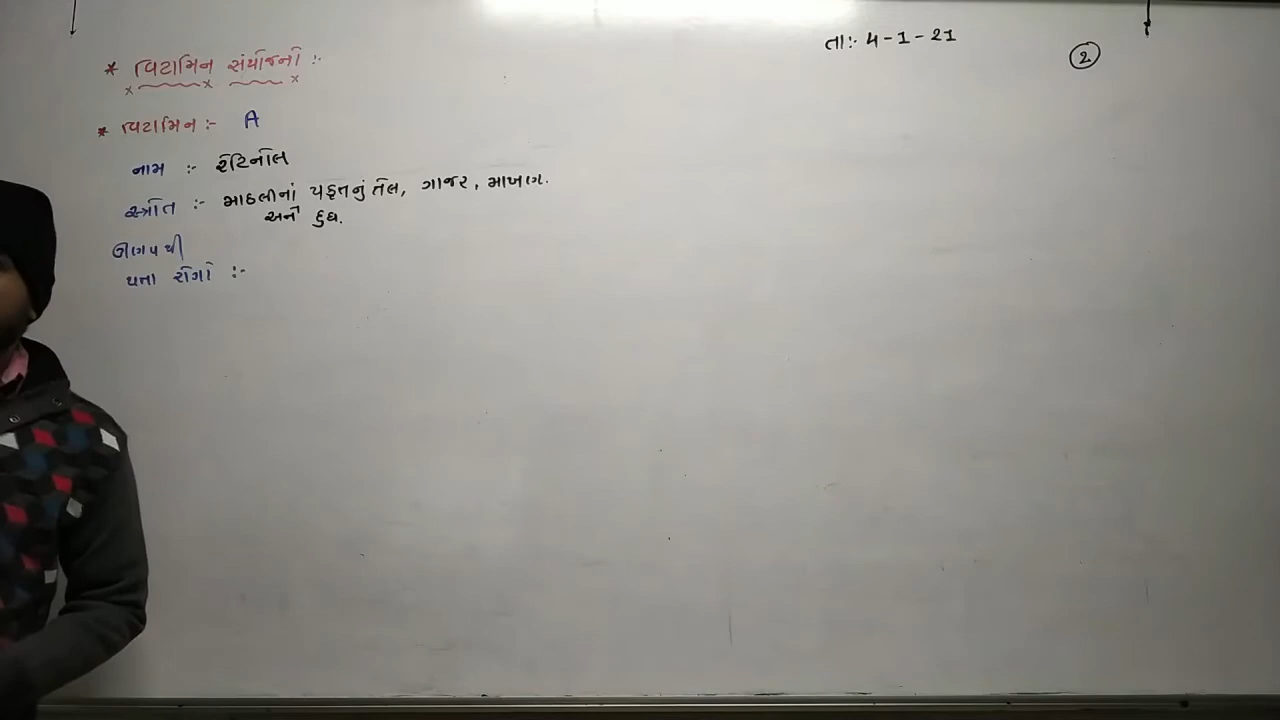 તા:- 4-1-21
2
* વિટામિન સંયોજનો :-
* વિટામિન :- A
નામ :- રેટિનોલ
સ્ત્રોત :- માછલીનાં યકૃતનું તેલ, ગાજર, માખણ.
અને દુધ.
ઊણપથી
થતા રોગો :-